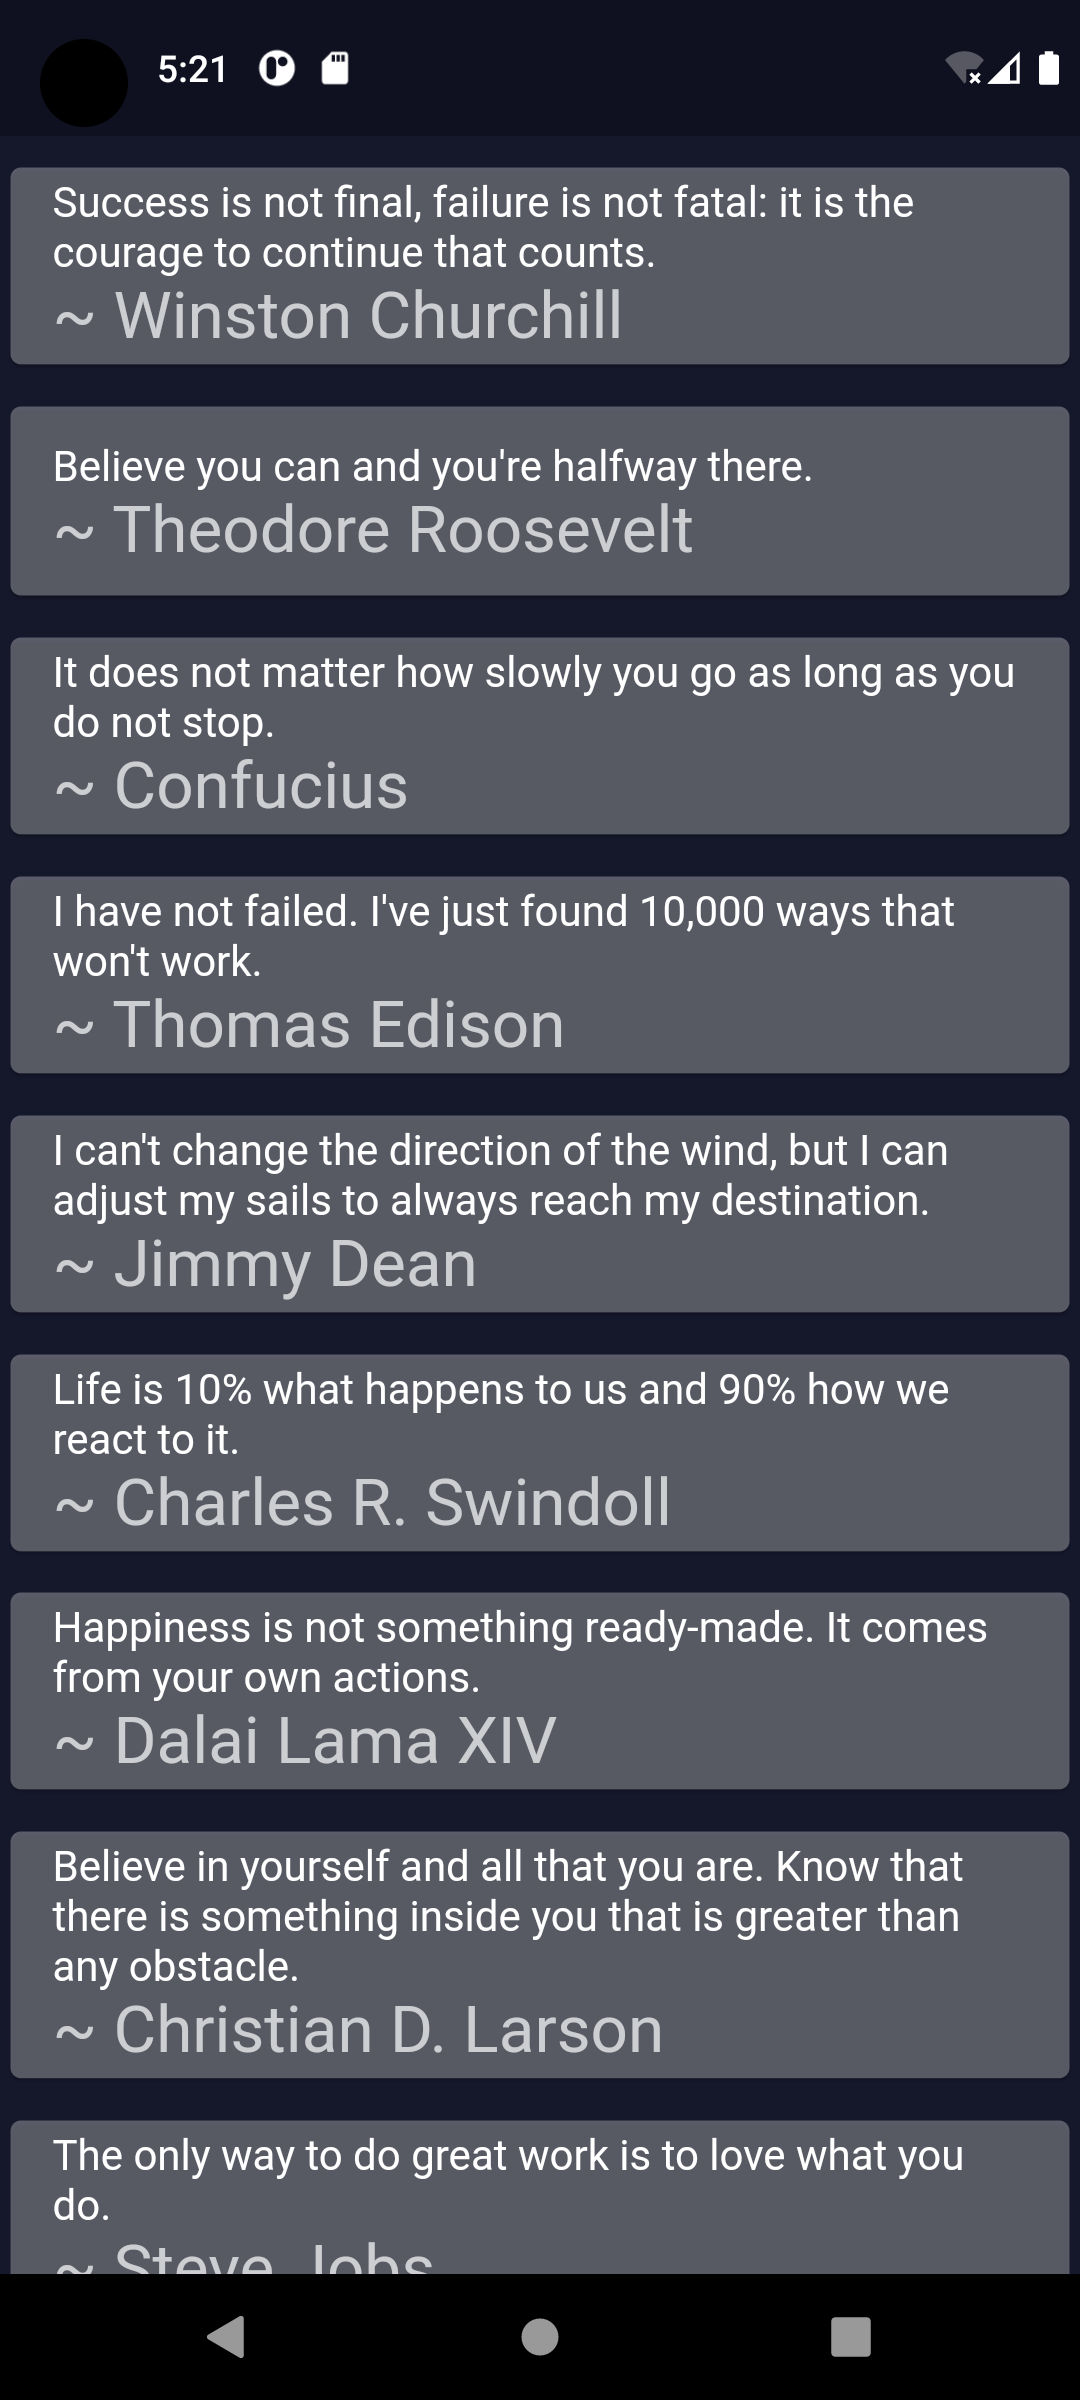 5:21
Success is not final, failure is not fatal: it is the
courage to continue that counts.
~ Winston Churchill
Believe you can and you're halfway there.
~ Theodore Roosevelt
It does not matter how slowly you go as long as you
do not stop.
~ Confucius
I have not failed. I've just found 10,000 ways that
won't work.
~ Thomas Edison
I can't change the direction of the wind, but I can
adjust my sails to always reach my destination.
~ Jimmy Dean
Life is 10% what happens to us and 90% how we
react to it.
~ Charles R. Swindoll
Happiness is not something ready-made. It comes
from your own actions.
~ Dalai Lama XIV
Believe in yourself and all that you are. Know that
there is something inside you that is greater than
any obstacle.
~ Christian D. Larson
The only way to do great work is to love what you
do.
~ Steve Jobs